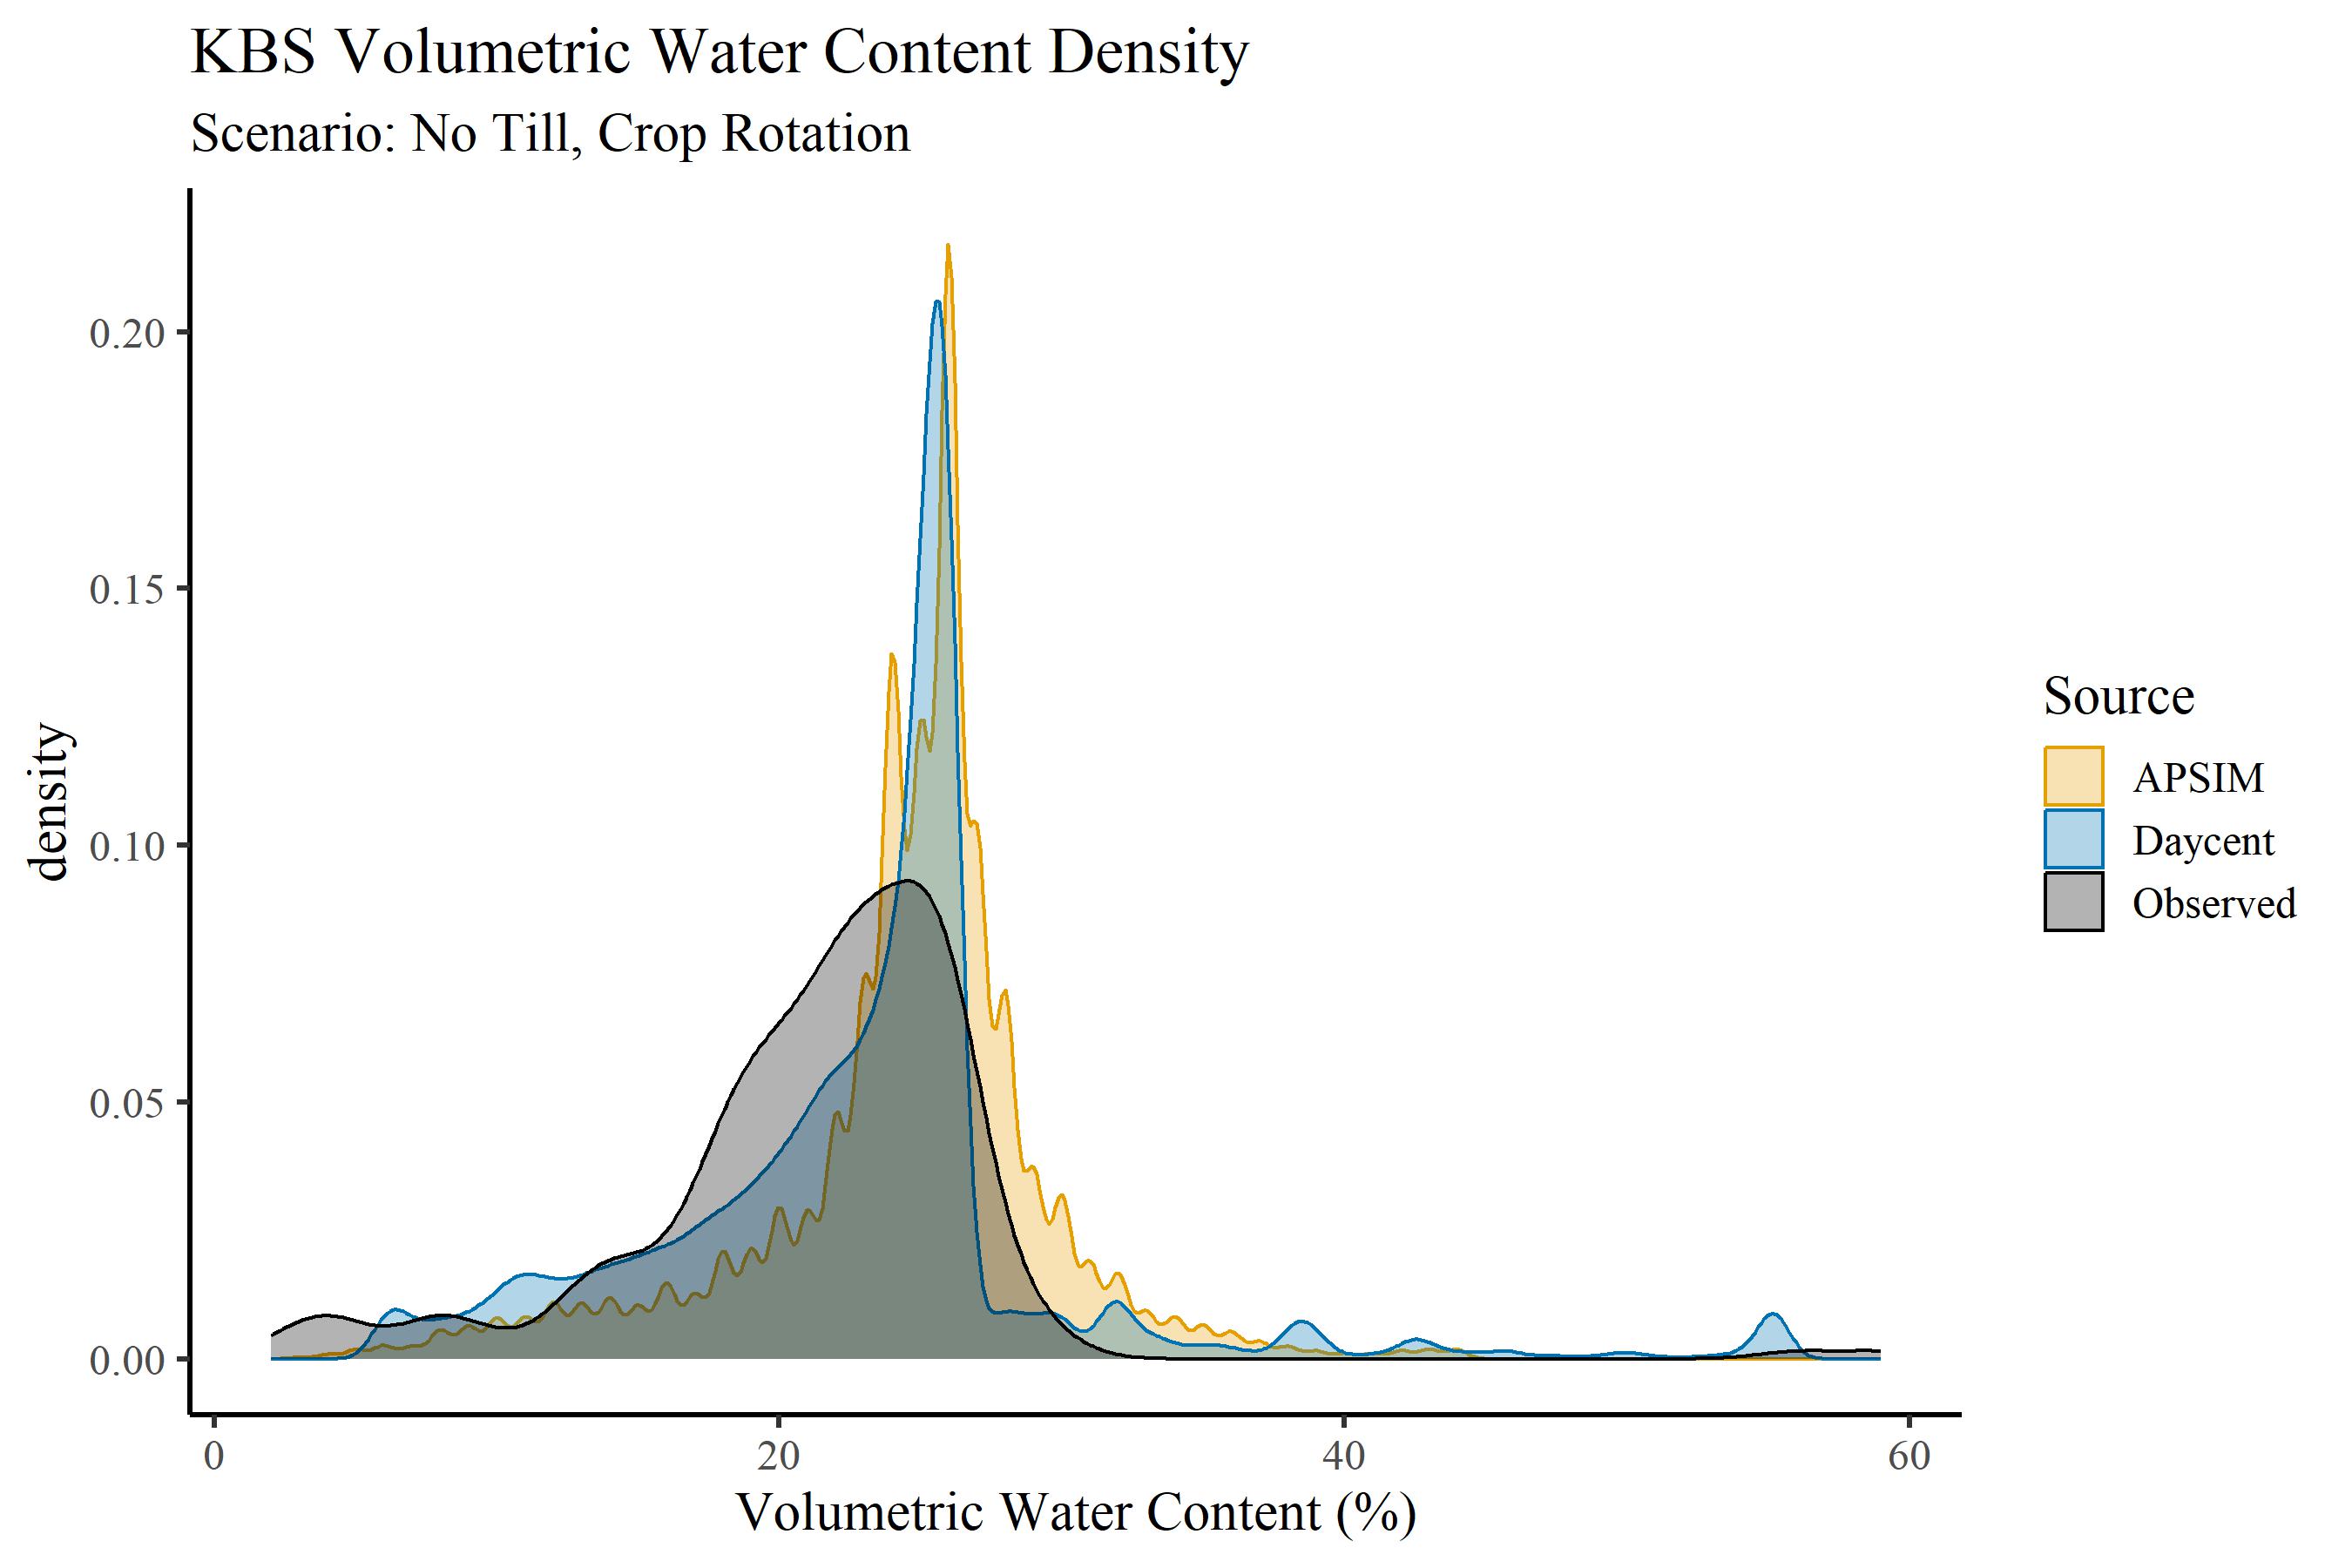 KBS Volumetric Water Content Density
Scenario: No Till, Crop Rotation
density
0.20
0.15
0.10
0.05
0.00
0 20 40 60
Volumetric Water Content (%)
Source
APSIM
Daycent
Observed